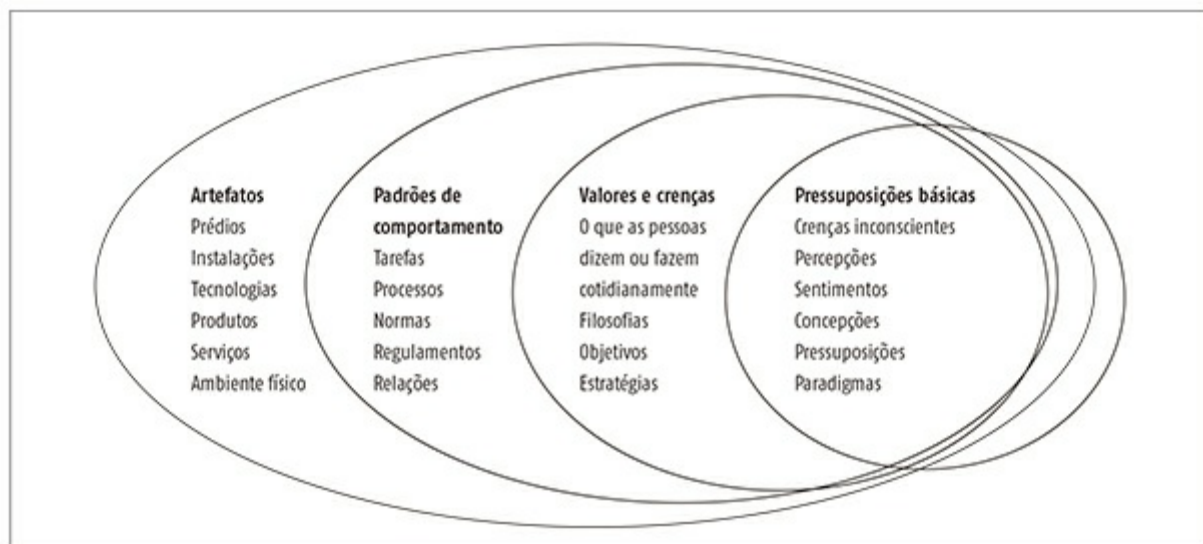 Artefatos
Prédios
Instalações
Tecnologias
Produtos
Serviços
Ambiente físico
Padrões de
comportamento
Tarefas
Processos
Normas
Regulamentos
Relações
Valores e crenças
O que as pessoas
dizem ou fazem
cotidianamente
Filosofias
Objetivos
Estratégias
Pressuposições básicas
Crenças inconscientes
Percepções
Sentimentos
Concepções
Pressuposições
Paradigmas